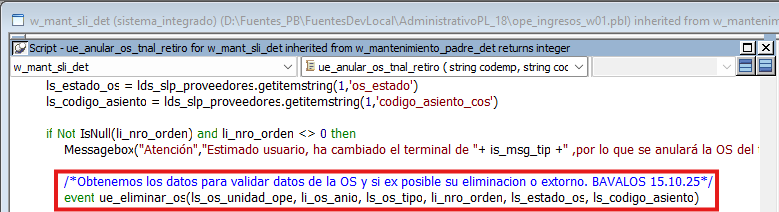 w_mant_sli_det (sistema_integrado) (D:\Fuentes_PB\FuentesDevLocal\AdministrativoPL_18\ope_ingresos_w01.pbl) inherited from w_mantenimiento
Script - ue_anular_os_tnal_retiro for w_mant_sli_det inherited from w_mantenimiento_padre_det returns integer
w_mant_sli_det ue_anular_os_tnal_retiro ( string codemp, string coc
ls_estado_os = lds_slp_proveedores.getitemstring(1,'os_estado')
ls_codigo_asiento = lds_slp_proveedores.getitemstring(1,'codigo_asiento_cos')
if Not IsNull(li_nro_orden) and li_nro_orden <> 0 then
Messagebox("Atención","Estimado usuario, ha cambiado el terminal de "+ is_msg_tip +" ,por lo que se anulará la OS del
/*Obtenemos los datos para validar datos de la OS y si ex posible su eliminacion o extorno. BAVALOS 15.10.25*/
event ue_eliminar_os(ls_os_unidad_ope, li_os_anio, ls_os_tipo, li_nro_orden, ls_estado_os, ls_codigo_asiento)